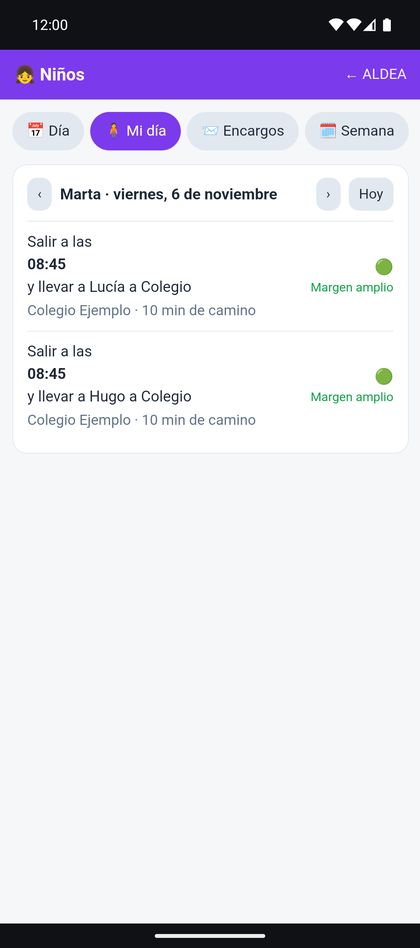 12:00
👧 Niños
← ALDEA
📅 Día
🧍 Mi día
📨 Encargos
🗓️ Semana
‹
Marta · viernes, 6 de noviembre
›
Hoy
Salir a las
08:45
y llevar a Lucía a Colegio
Margen amplio
Colegio Ejemplo · 10 min de camino
Salir a las
08:45
y llevar a Hugo a Colegio
Margen amplio
Colegio Ejemplo · 10 min de camino